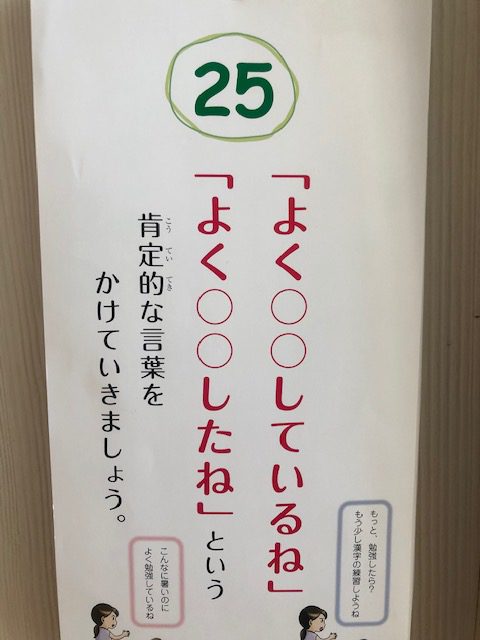 25
「よく○○しているね」
「よく○○したね」という
肯定的な言葉を
かけていきましょう。
もっと、勉強したら?
もう少し漢字の練習しようね
こんなに暑いのに
よく勉強しているね